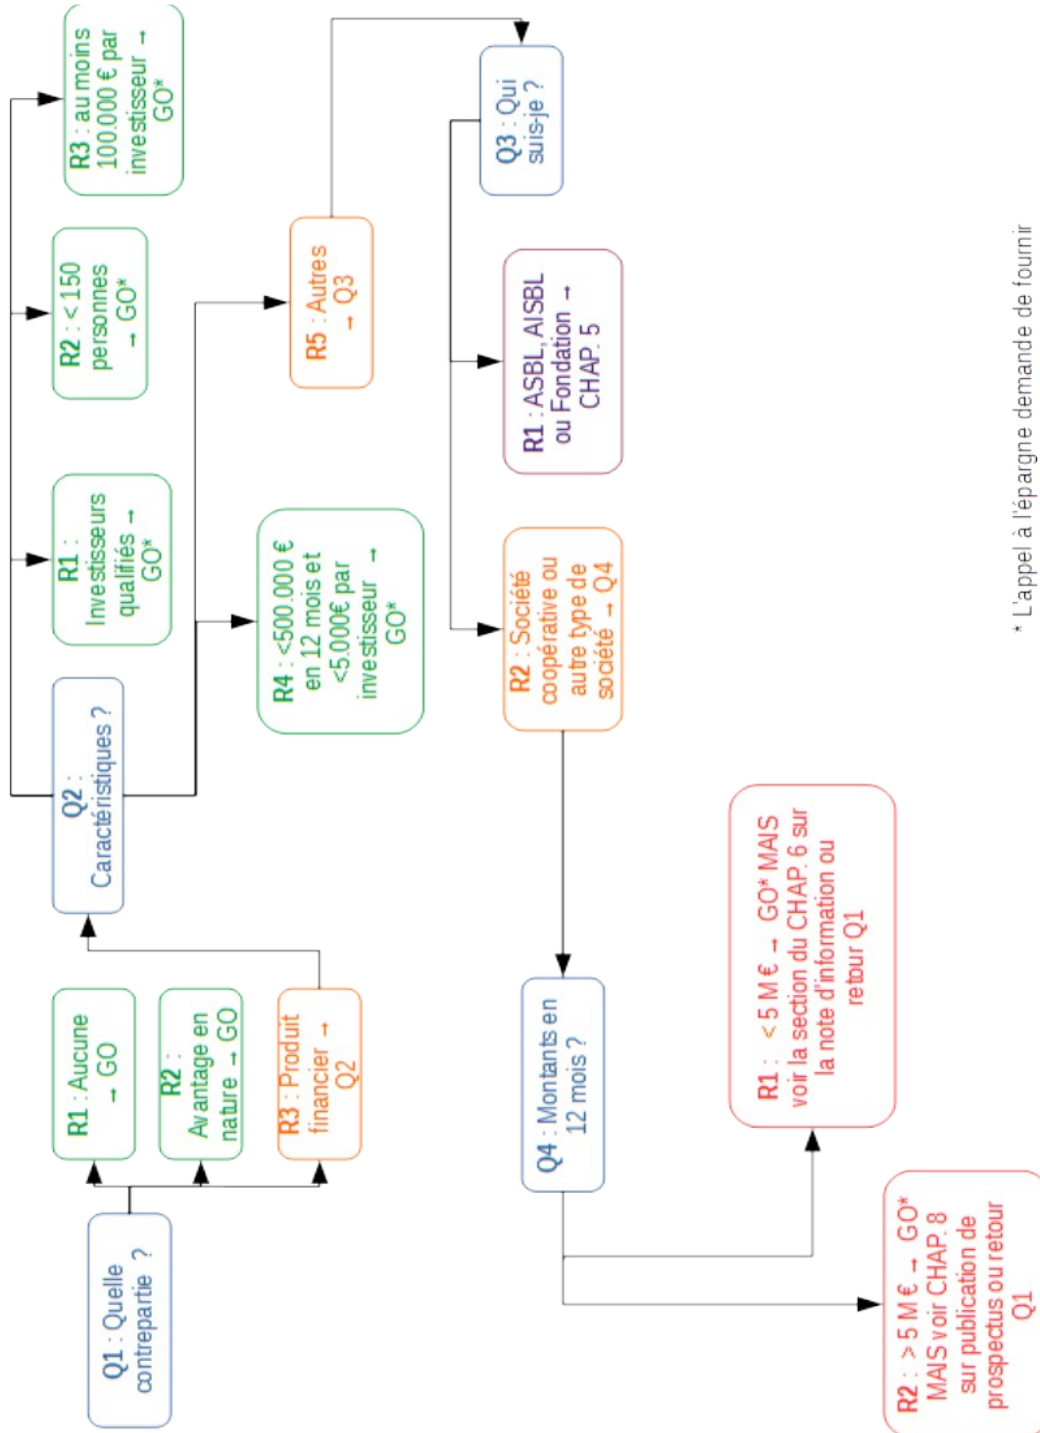 Q1 : Quelle
contrepartie ?
R1 : Aucune
→ GO
R2 :
Avantage en
nature → GO
R3 : Produit
financier →
Q2
Q2 :
Caractéristiques ?
R1 :
Investisseurs
qualifiés →
GO*
R2 : < 150
personnes
→ GO*
R3 : au moins
100.000 € par
investisseur →
GO*
R4 : <500.000 €
en 12 mois et
<5.000€ par
investisseur →
GO*
R5 : Autres
→ Q3
Q3 : Qui
suis-je ?
R1 : ASBL, AISBL
ou Fondation →
CHAP. 5
R2 : Société
coopérative ou
autre type de
société → Q4
Q4 : Montants en
12 mois ?
R1 : < 5 M € → GO* MAIS
voir la section du CHAP. 6 sur
la note d'information ou
retour Q1
R2 : > 5 M € → GO*
MAIS voir CHAP. 8
sur publication de
prospectus ou retour
Q1
* L'appel à l'épargne demande de fournir